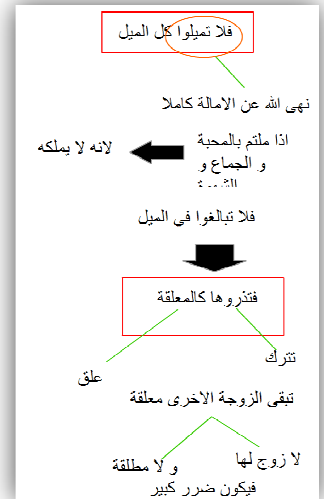 فلا تميلوا كل الميل
نهى الله عن الامالة كاملا
اذا ملتم بالمحبة
و الجماع و
الشهوة
لانه لا يملكه
فلا تبالغوا في الميل
فتذروها كالمعلقة
تترك
علق
تبقى الزوجة الاخرى معلقة
لا زوج لها
و لا مطلقة
فيكون ضرر كبير